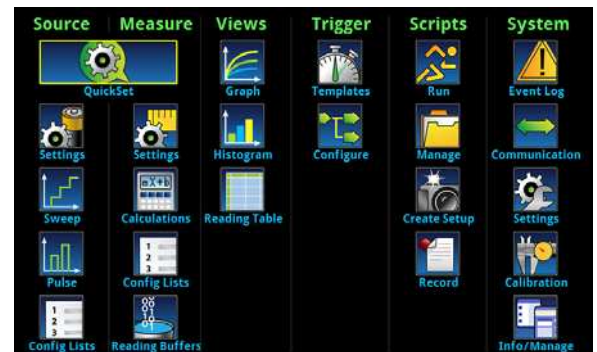 Source Measure Views Trigger Scripts System
QuickSet Graph Templates Run Event Log
Settings Settings Histogram Configure Manage Communication
Sweep Calculations Reading Table Create Setup Settings
Pulse Config Lists Record Calibration
Config Lists Reading Buffers Info/Manage